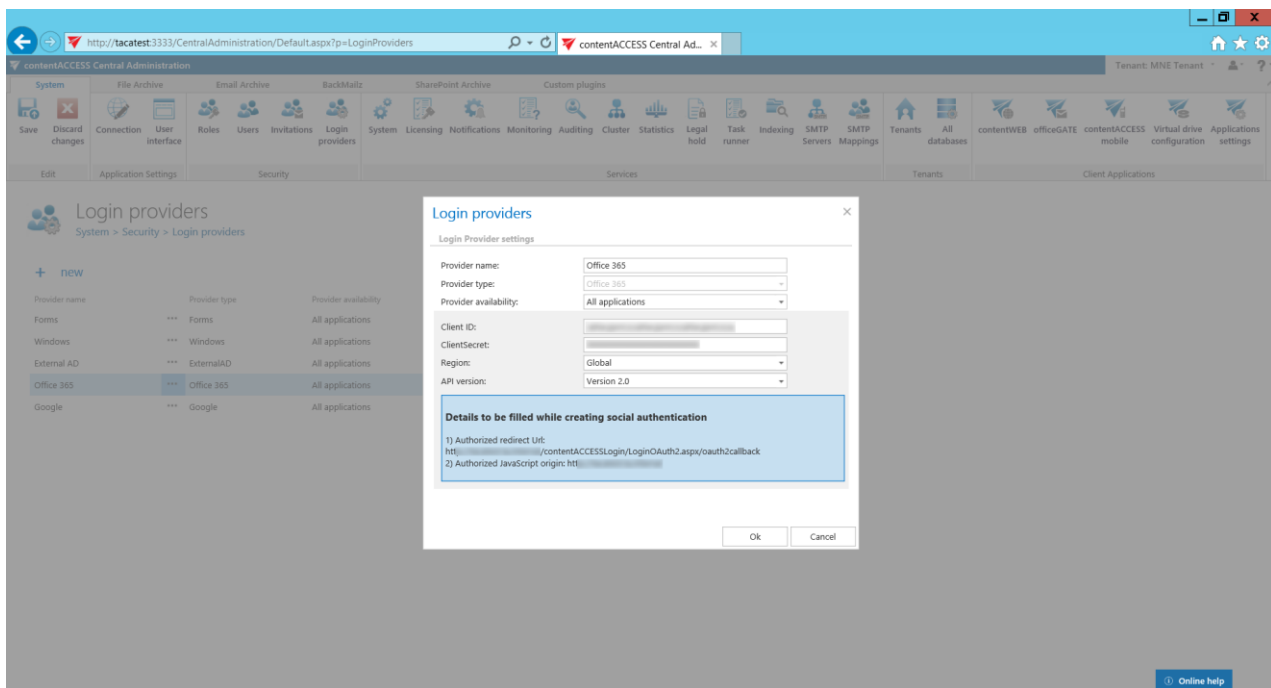 http://tacatest:3333/CentralAdministration/Default.aspx?p=LoginProviders
contentACCESS Central Ad...
contentACCESS Central Administration
Tenant: MNE Tenant
System File Archive Email Archive BackMailz SharePoint Archive Custom plugins
Save Discard changes Connection User interface Roles Users Invitations Login providers System Licensing Notifications Monitoring Auditing Cluster Statistics Legal hold Task runner Indexing SMTP Servers SMTP Mappings Tenants All databases contentWEB officeGATE contentACCESS mobile Virtual drive configuration Applications settings
Edit Application Settings Security Services Tenants Client Applications
Login providers
System > Security > Login providers
+ new
Provider name Provider type Provider availability
Forms *** Forms All applications
Windows *** Windows All applications
External AD *** ExternalAD All applications
Office 365 *** Office 365 All applications
Google *** Google All applications
Login providers
Login Provider settings
Provider name: Office 365
Provider type: Office 365
Provider availability: All applications
Client ID:
ClientSecret:
Region: Global
API version: Version 2.0
Details to be filled while creating social authentication
1) Authorized redirect Url:
htt /contentACCESSLogin/LoginOAuth2.aspx/oauth2callback
2) Authorized JavaScript origin: htt
Ok Cancel
Online help